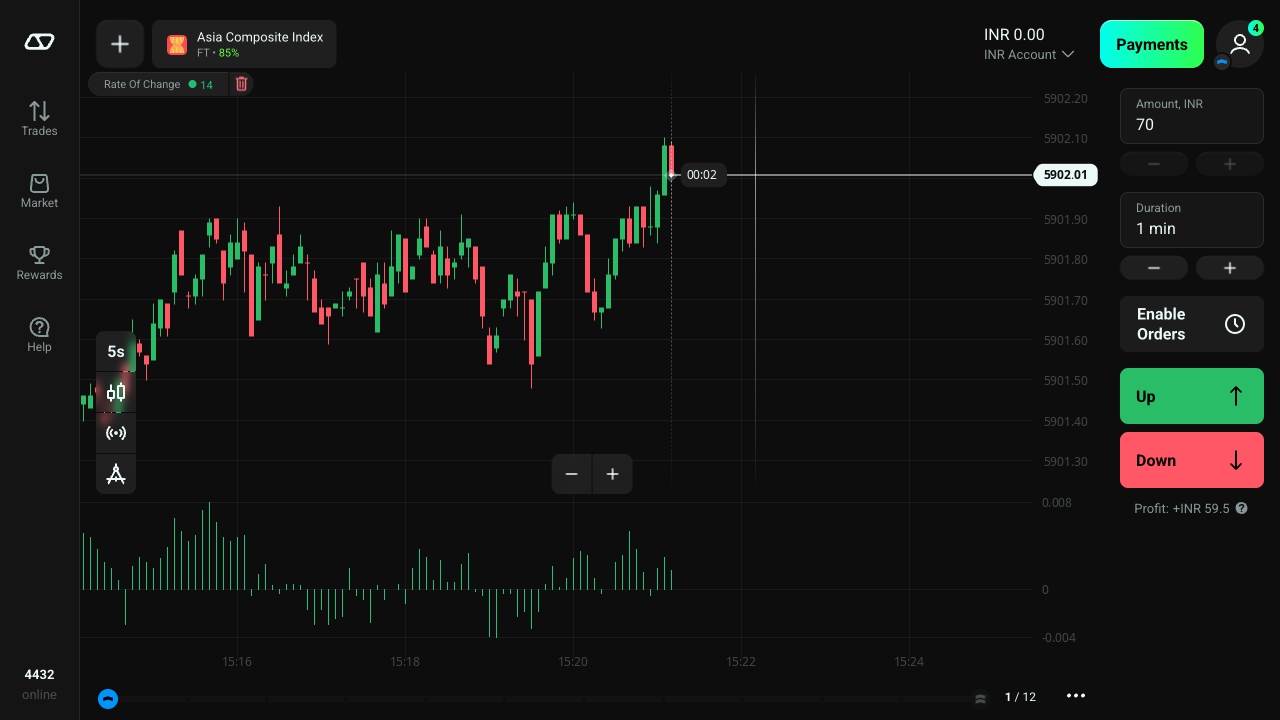 Asia Composite Index
FT • 85%
INR 0.00
INR Account
Payments
4
Rate Of Change 14
Trades
Market
Rewards
Help
4432
online
5s
00:02
5902.20
5902.10
5902.01
5901.90
5901.80
5901.70
5901.60
5901.50
5901.40
5901.30
0.008
0
-0.004
15:16
15:18
15:20
15:22
15:24
1 / 12
Amount, INR
70
Duration
1 min
Enable
Orders
Up
Down
Profit: +INR 59.5